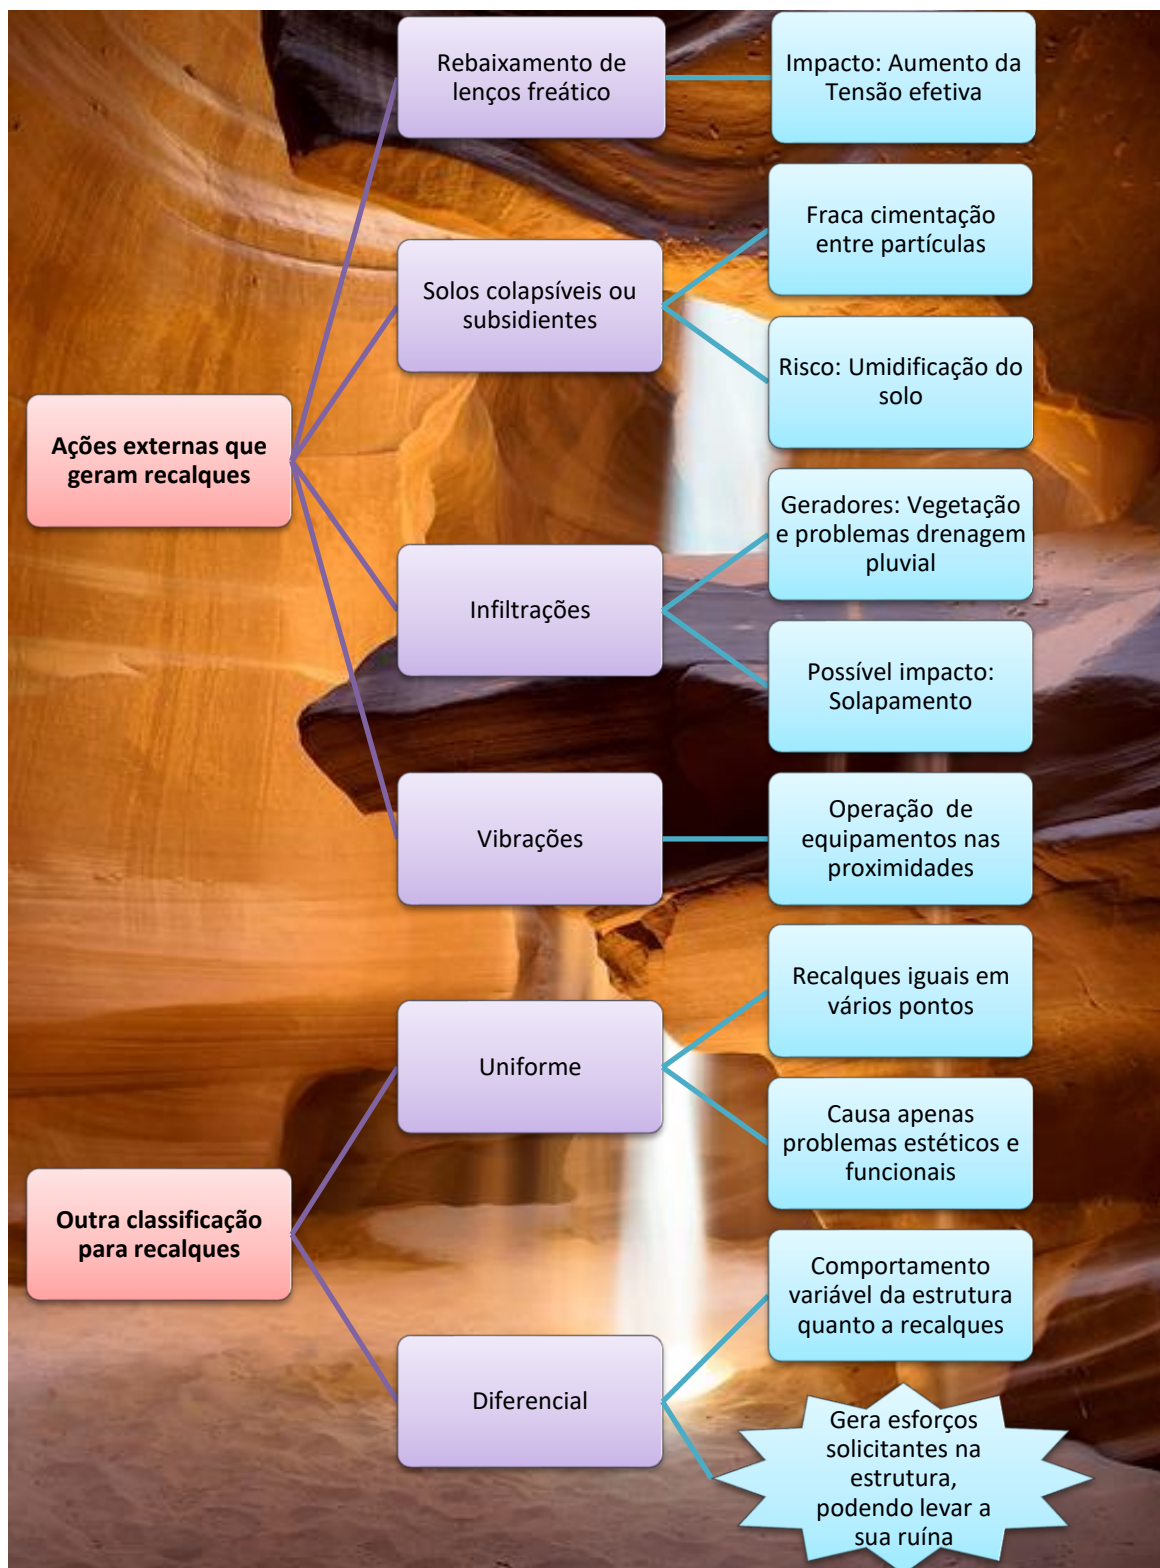 Rebaixamento de
lenços freático
Impacto: Aumento da
Tensão efetiva
Solos colapsíveis ou
subsidientes
Fraca cimentação
entre partículas
Risco: Umidificação do
solo
Ações externas que
geram recalques
Infiltrações
Geradores: Vegetação
e problemas drenagem
pluvial
Possível impacto:
Solapamento
Vibrações
Operação de
equipamentos nas
proximidades
Outra classificação
para recalques
Uniforme
Recalques iguais em
vários pontos
Causa apenas
problemas estéticos e
funcionais
Diferencial
Comportamento
variável da estrutura
quanto a recalques
Gera esforços
solicitantes na
estrutura,
podendo levar a
sua ruína